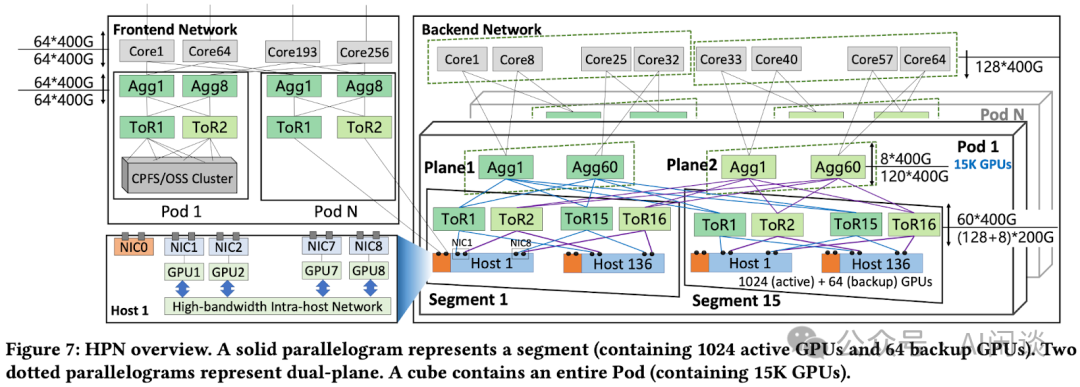 Frontend Network
64*400G
64*400G
Core1
Core64
Core193
Core256
64*400G
64*400G
Agg1
Agg8
Agg1
Agg8
ToR1
ToR2
ToR1
ToR2
CPFS/OSS Cluster
Pod 1
Pod N
NIC0
NIC1
NIC2
NIC7
NIC8
GPU1
GPU2
GPU7
GPU8
High-bandwidth Intra-host Network
Host 1
Backend Network
Core1
Core8
Core25
Core32
Core33
Core40
Core57
Core64
128*400G
Pod N
Pod 1
15K GPUs
Plane1
Agg1
Agg60
Plane2
Agg1
Agg60
8*400G
120*400G
ToR1
ToR2
ToR15
ToR16
ToR1
ToR2
ToR15
ToR16
60*400G
(128+8)*200G
NIC1
NIC8
Host 1
Host 136
Host 1
Host 136
1024 (active) + 64 (backup) GPUs
Segment 1
Segment 15
公众号 · AI闲谈
Figure 7: HPN overview. A solid parallelogram represents a segment (containing 1024 active GPUs and 64 backup GPUs). Two
dotted parallelograms represent dual-plane. A cube contains an entire Pod (containing 15K GPUs).